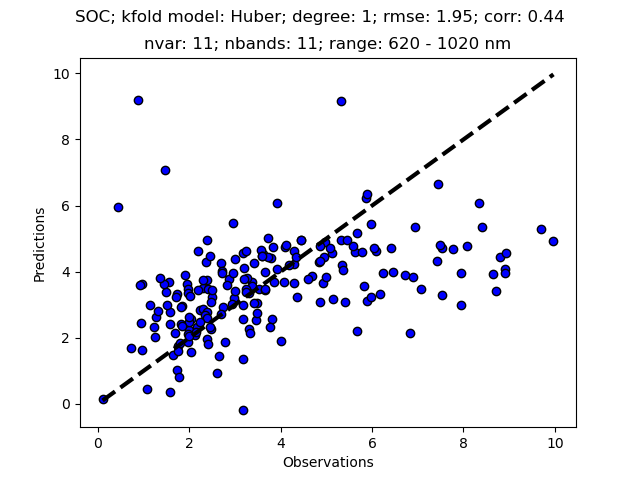 SOC; kfold model: Huber; degree: 1; rmse: 1.95; corr: 0.44
nvar: 11; nbands: 11; range: 620 - 1020 nm
10
8
6
4
2
0
Predictions
0 2 4 6 8 10
Observations